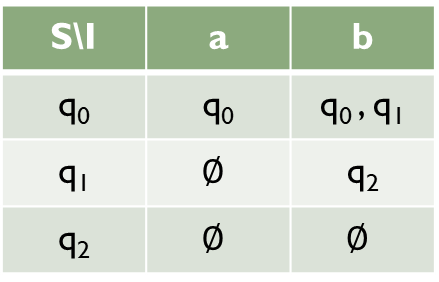 S\I a b
q₀ q₀ q₀ , q₁
q₁ Ø q₂
q₂ Ø Ø